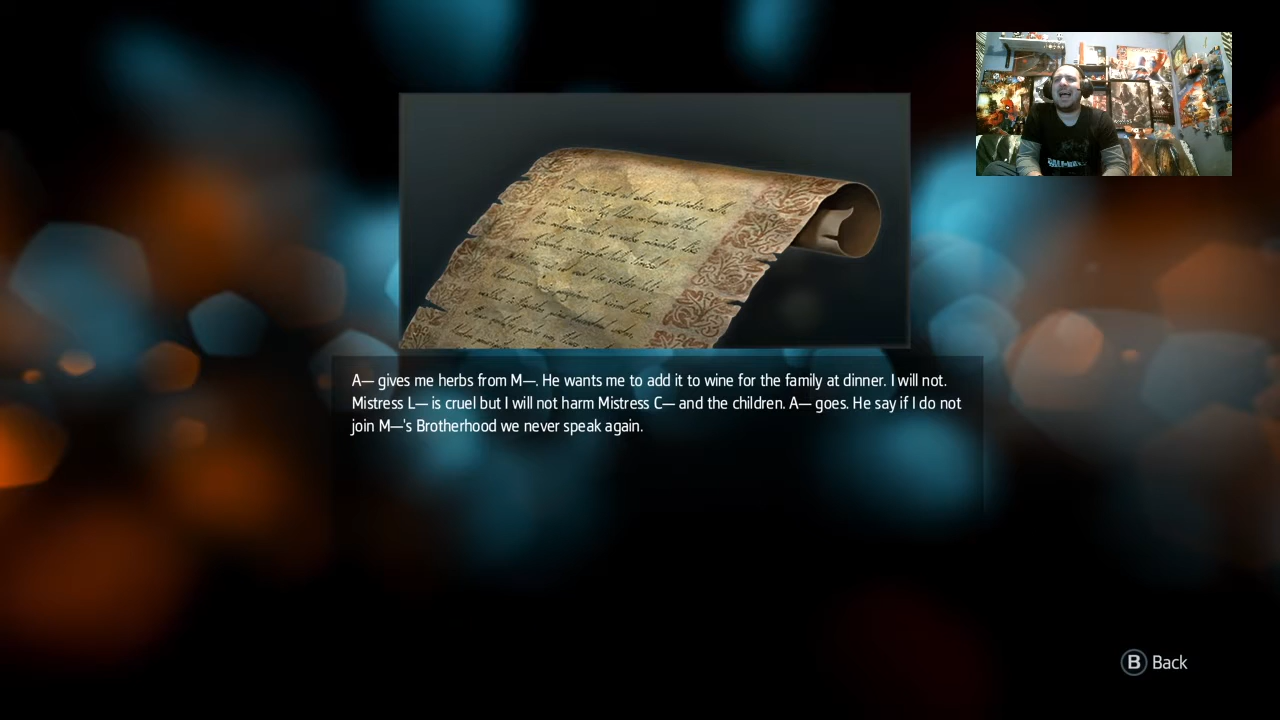 A— gives me herbs from M—. He wants me to add it to wine for the family at dinner. I will not.
Mistress L— is cruel but I will not harm Mistress C— and the children. A— goes. He say if I do not
join M—'s Brotherhood we never speak again.
B Back